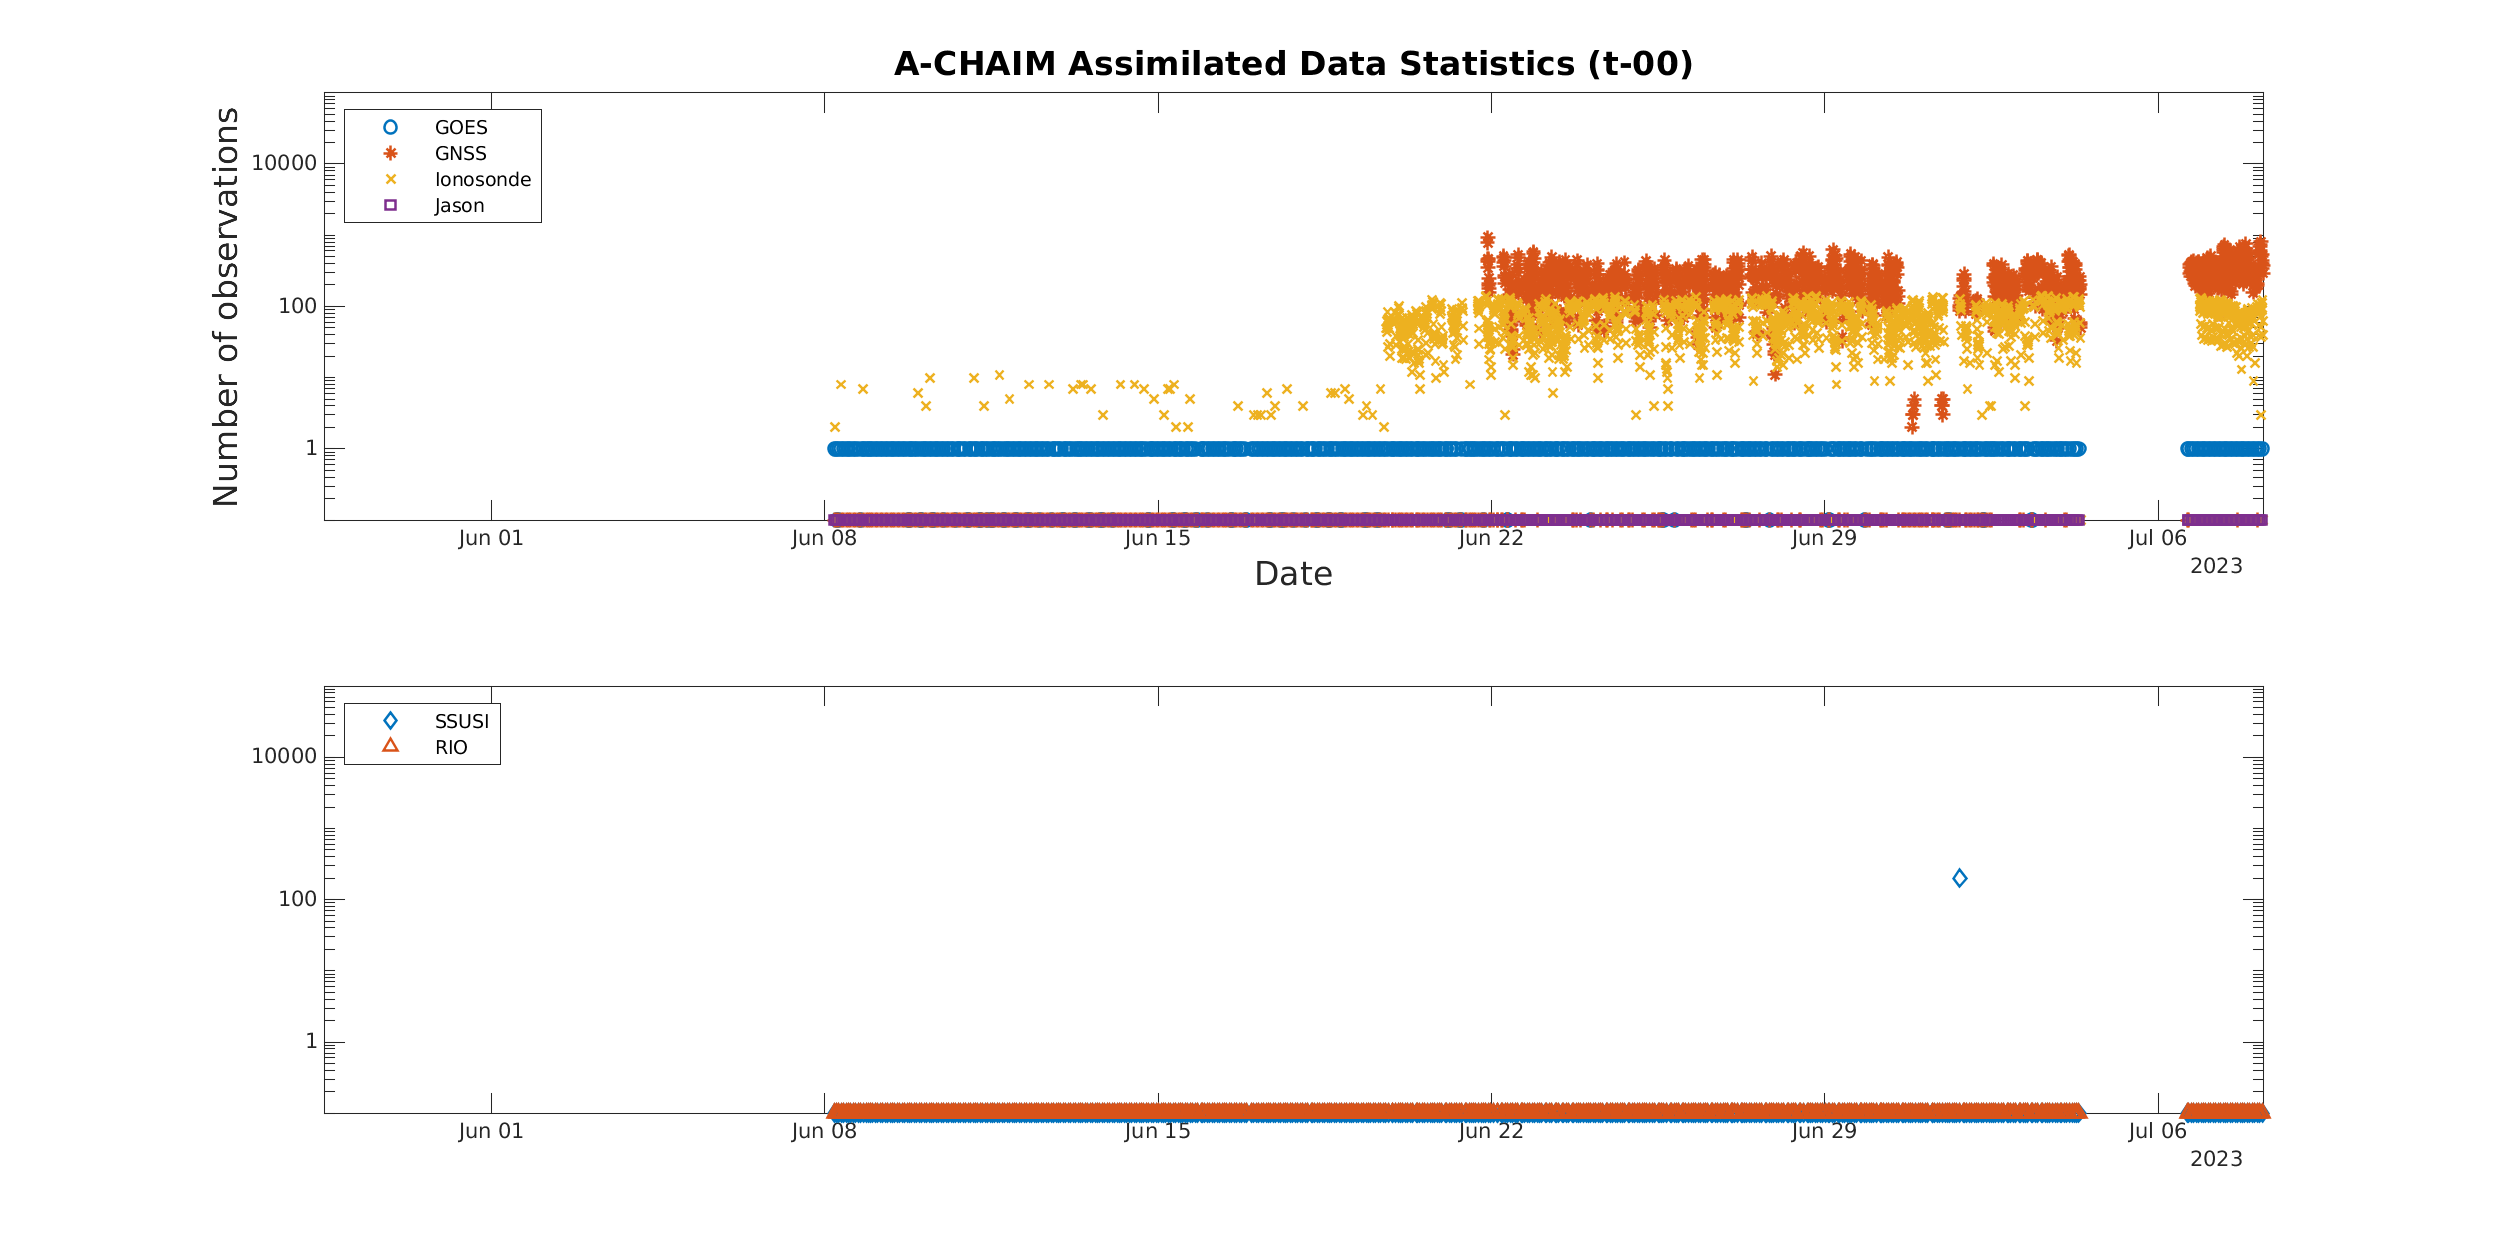 A-CHAIM Assimilated Data Statistics (t-00)
Number of observations
GOES
GNSS
Ionosonde
Jason
10000
100
1
Jun 01 Jun 08 Jun 15 Jun 22 Jun 29 Jul 06
2023
Date
SSUSI
RIO
10000
100
1
Jun 01 Jun 08 Jun 15 Jun 22 Jun 29 Jul 06
2023